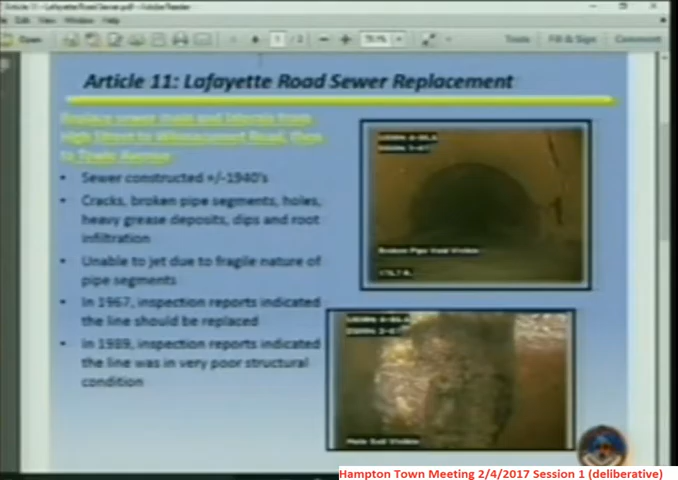 Article 11 - Lafayette Road Sewer.pdf - Adobe Reader
Edit View Window Help
Open
1 / 2
Tools
Fill & Sign
Comment
Article 11: Lafayette Road Sewer Replacement
Replace sewer main and laterals from
High Street to Winnacunnet Road,
to Towle Avenue
• Sewer constructed +/-1940's
• Cracks, broken pipe segments, holes,
heavy grease deposits, dips and root
infiltration
• Unable to jet due to fragile nature of
pipe segments
• In 1967, inspection reports indicated
the line should be replaced
• In 1989, inspection reports indicated
the line was in very poor structural
condition
Broken Pipe Void Visible
Hole Soil Visible
Hampton Town Meeting 2/4/2017 Session 1 (deliberative)